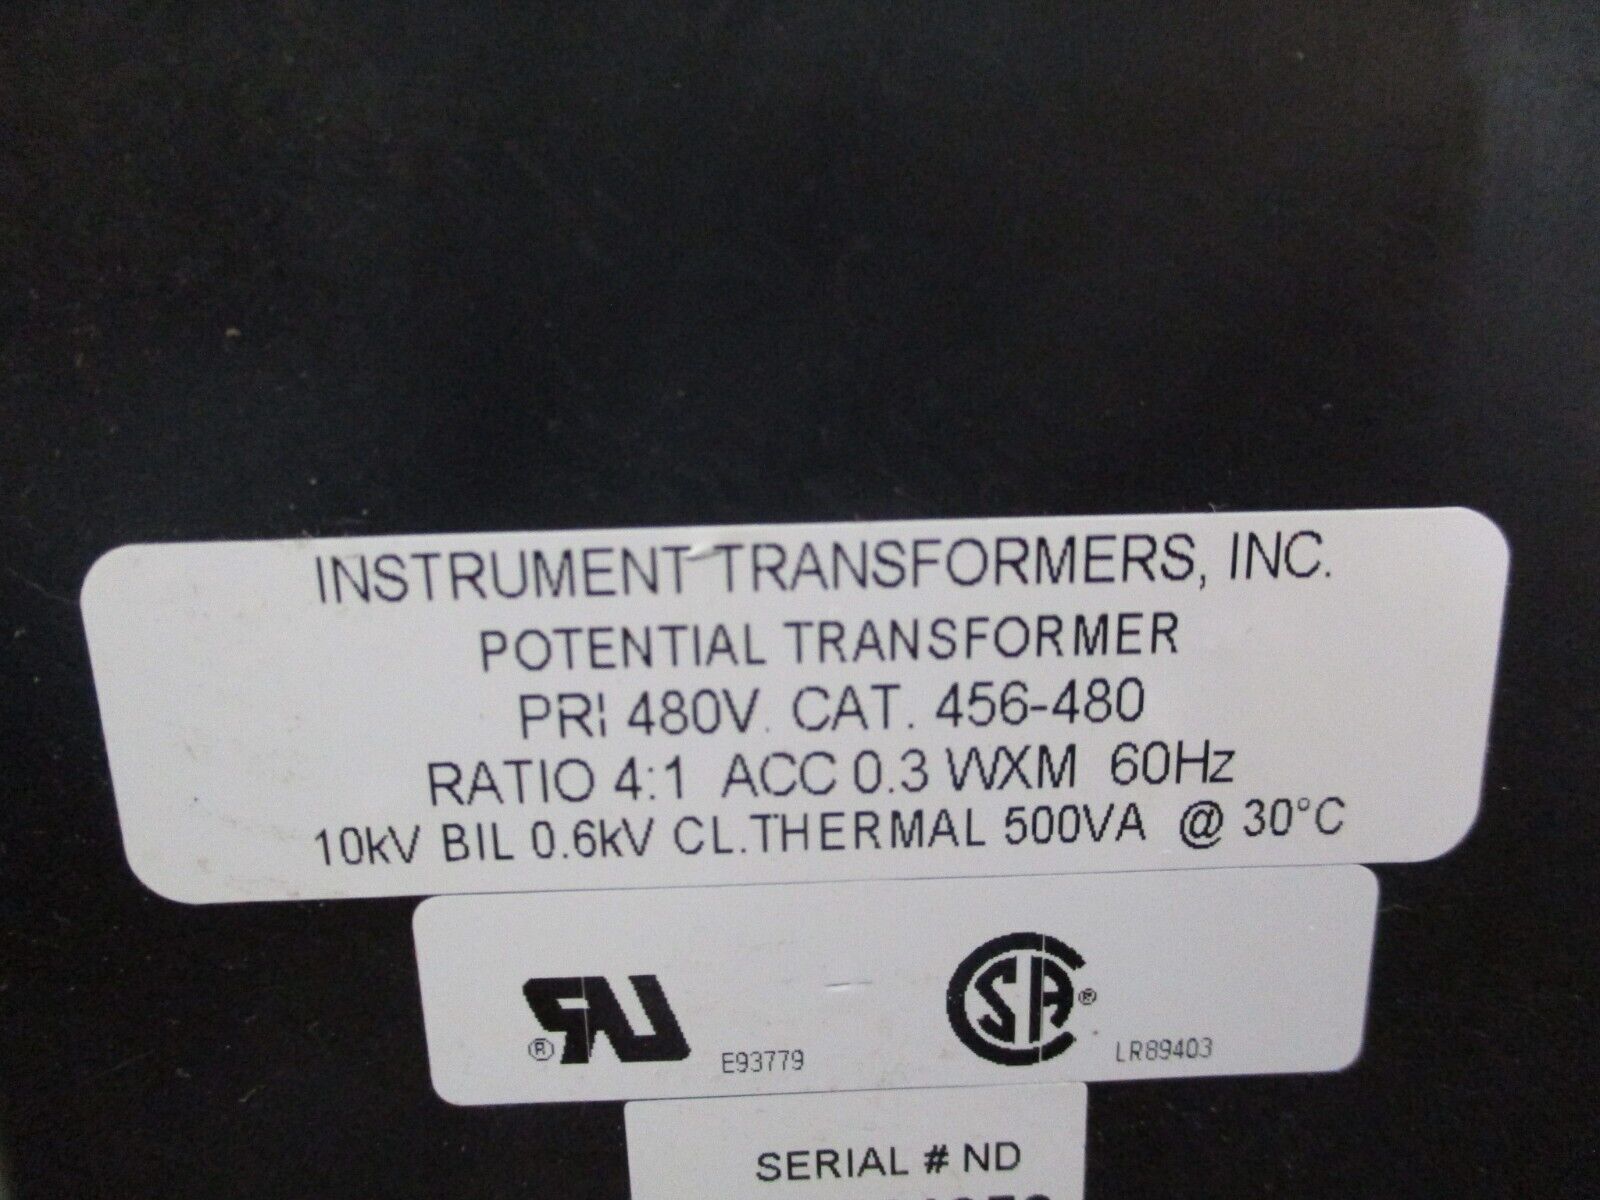 INSTRUMENT TRANSFORMERS, INC.
POTENTIAL TRANSFORMER
PRI 480V. CAT. 456-480
RATIO 4:1 ACC 0.3 WXM 60Hz
10kV BIL 0.6kV CL.THERMAL 500VA @ 30°C
® E93779
SA® LR89403
SERIAL # ND